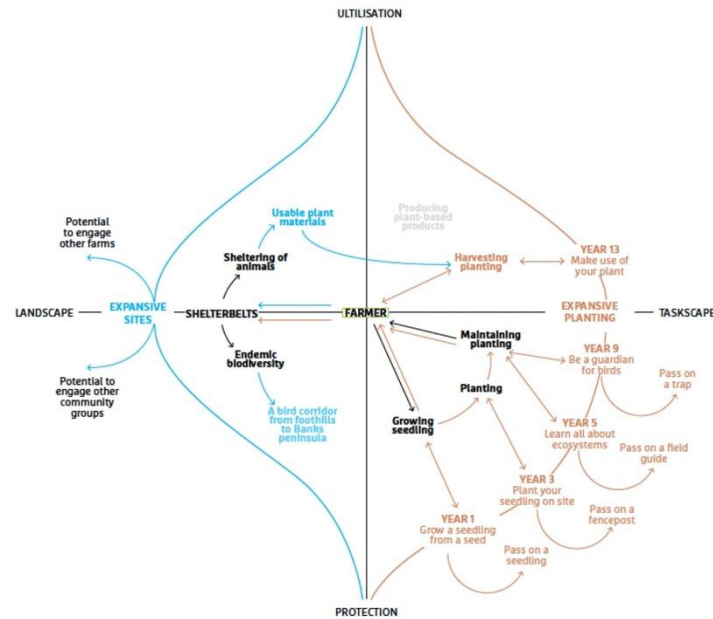 ULTILISATION
Usable plant
materials
Producing
plant-based
products
Potential
to engage
other farms
Sheltering of
animals
Harvesting
planting
YEAR 13
Make use of
your plant
LANDSCAPE
EXPANSIVE
SITES
SHELTERBELTS
FARMER
EXPANSIVE
PLANTING
TASKSCAPE
Maintaining
planting
Endemic
biodiversity
YEAR 9
Be a guardian
for birds
Potential to
engage other
community
groups
Pass on
a trap
Planting
A bird corridor
from foothills
to Banks
peninsula
Growing
seedling
YEAR 5
Learn all about
ecosystems
Pass on a field
guide
YEAR 3
Plant your
seedling on site
YEAR 1
Grow a seedling
from a seed
Pass on a
fencepost
Pass on a
seedling
PROTECTION